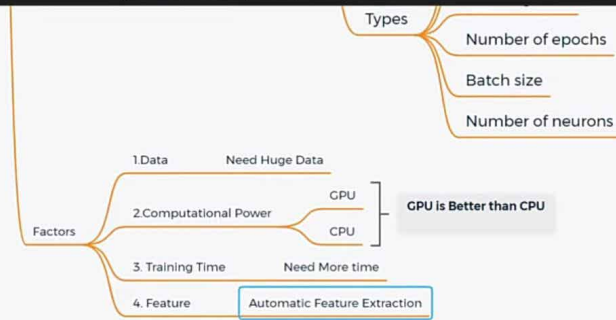 Types
Number of epochs
Batch size
Number of neurons
Factors
1.Data
Need Huge Data
2.Computational Power
GPU
CPU
GPU is Better than CPU
3. Training Time
Need More time
4. Feature
Automatic Feature Extraction